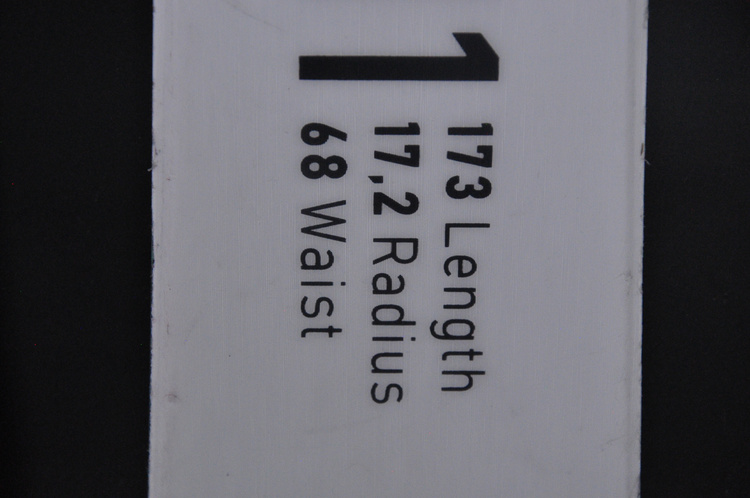 1
173 Length
17,2 Radius
68 Waist